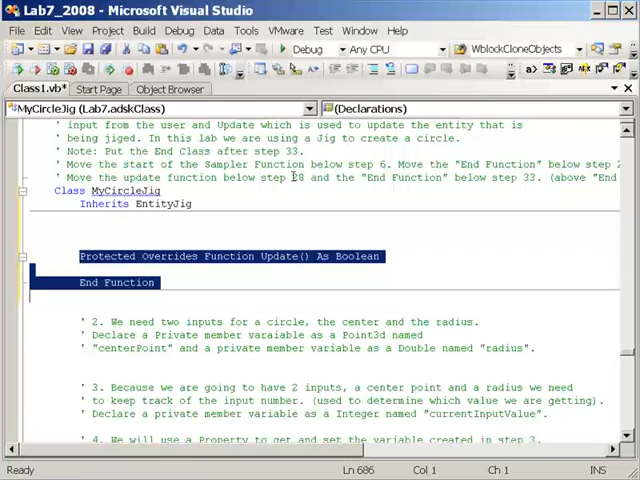 Lab7_2008 - Microsoft Visual Studio
File Edit View Project Build Debug Data Tools VMware Test Window Help
Debug Any CPU WblockCloneObjects
Class1.vb* Start Page Object Browser
MyCircleJig (Lab7.adskClass) (Declarations)
' input from the user and Update which is used to update the entity that is
' being jiged. In this lab we are using a Jig to create a circle.
' Note: Put the End Class after step 33.
' Move the start of the Sampler Function below step 6. Move the "End Function" below step 2
' Move the update function below step 28 and the "End Function" below step 33. (above "End
Class MyCircleJig
Inherits EntityJig
Protected Overrides Function Update() As Boolean
End Function
' 2. We need two inputs for a circle, the center and the radius.
' Declare a Private member varaiable as a Point3d named
' "centerPoint" and a private member variable as a Double named "radius".
' 3. Because we are going to have 2 inputs, a center point and a radius we need
' to keep track of the input number. (used to determine which value we are getting).
' Declare a private member variable as a Integer named "currentInputValue".
' 4. We will use a Property to get and set the variable created in step 3.
Ready Ln 686 Col 1 Ch 1